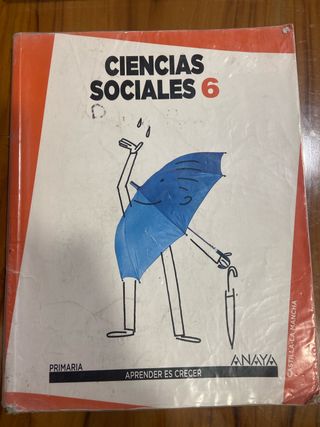 CIENCIAS
SOCIALES 6
PRIMARIA
ANAYA
APRENDER ES CRECER
CASTILLA-LA MANCHA